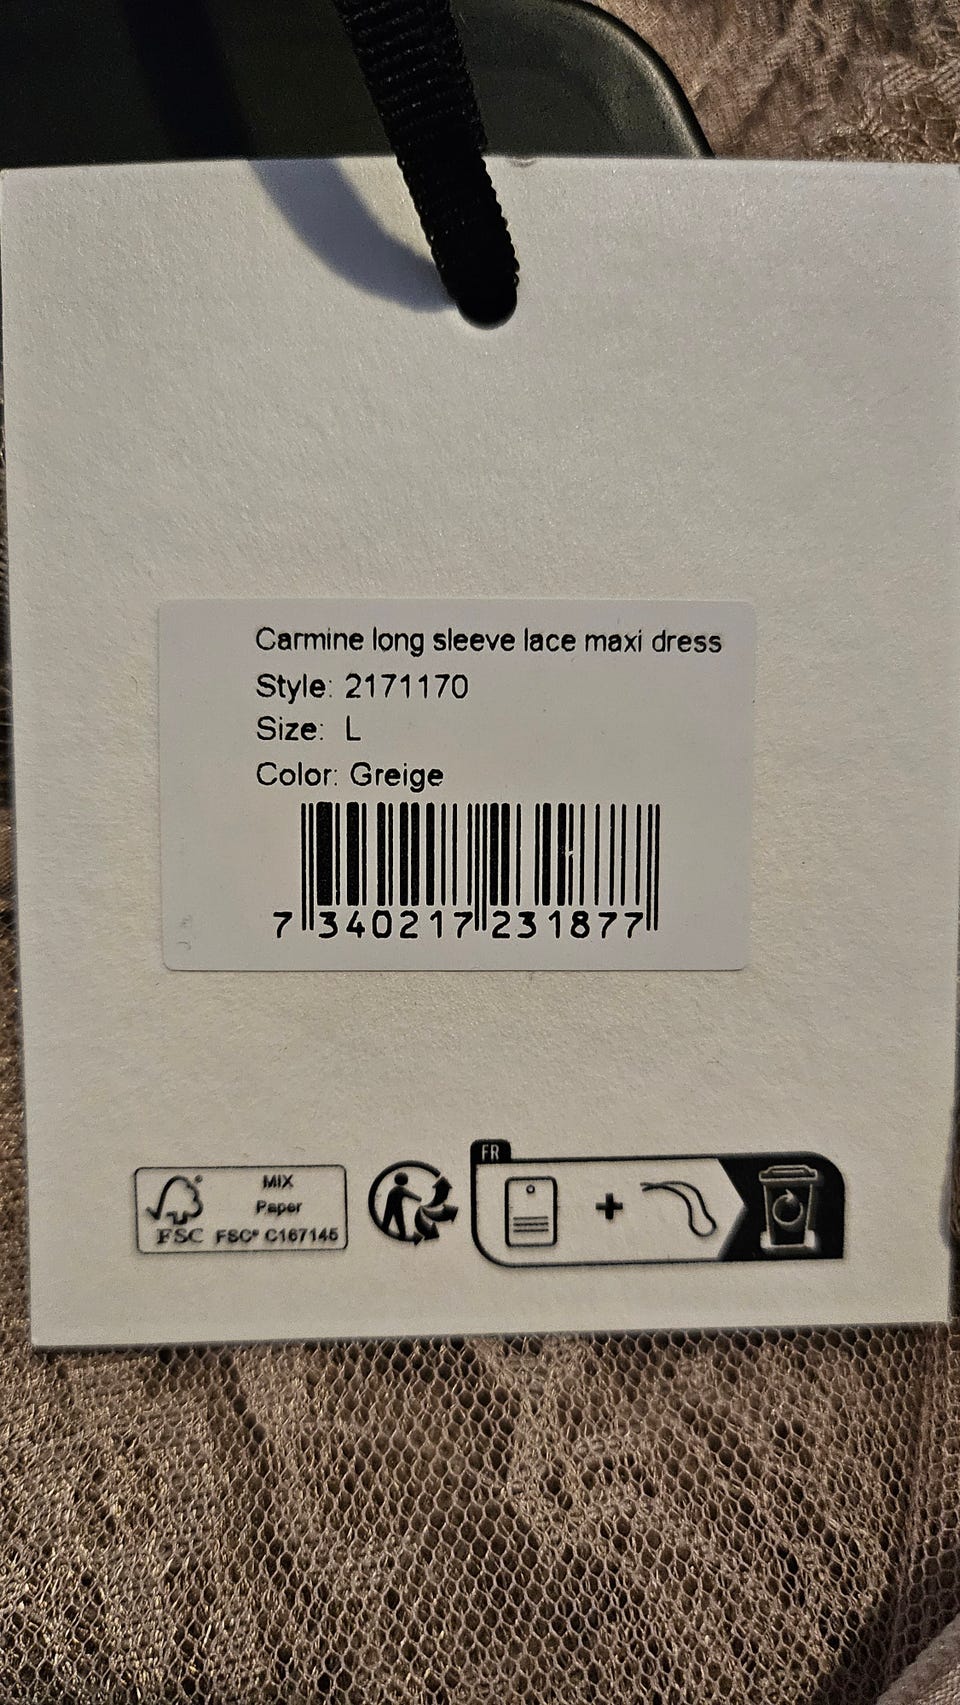 Carmine long sleeve lace maxi dress
Style: 2171170
Size: L
Color: Greige
7 340217 231877
FR
MIX
Paper
FSC FSC® C167145